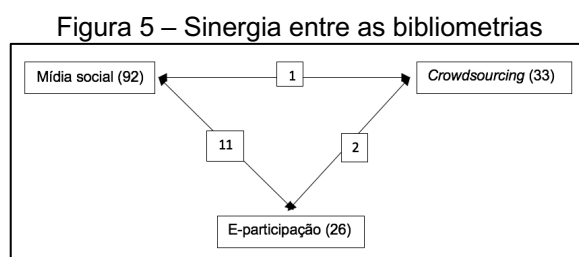 Figura 5 – Sinergia entre as bibliometrias
Mídia social (92)
1
Crowdsourcing (33)
11
2
E-participação (26)